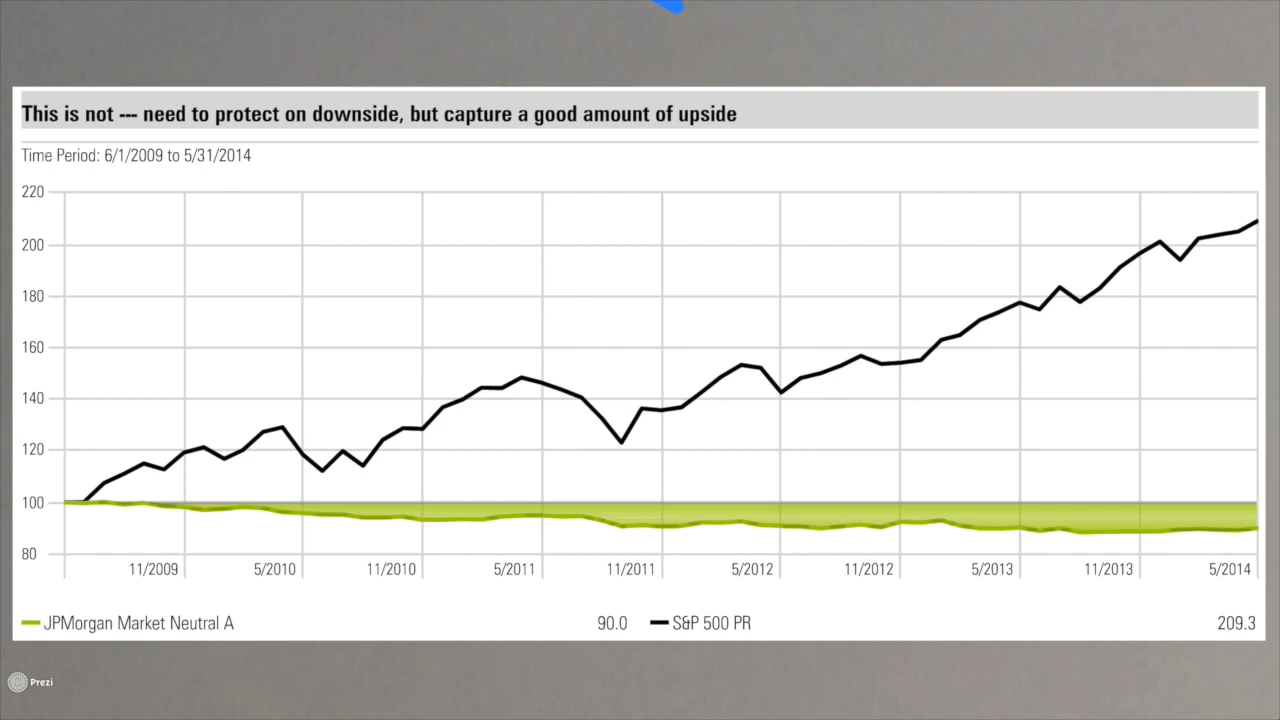 This is not --- need to protect on downside, but capture a good amount of upside
Time Period: 6/1/2009 to 5/31/2014
220
200
180
160
140
120
100
80
11/2009 5/2010 11/2010 5/2011 11/2011 5/2012 11/2012 5/2013 11/2013 5/2014
JPMorgan Market Neutral A 90.0 S&P 500 PR 209.3
Prezi